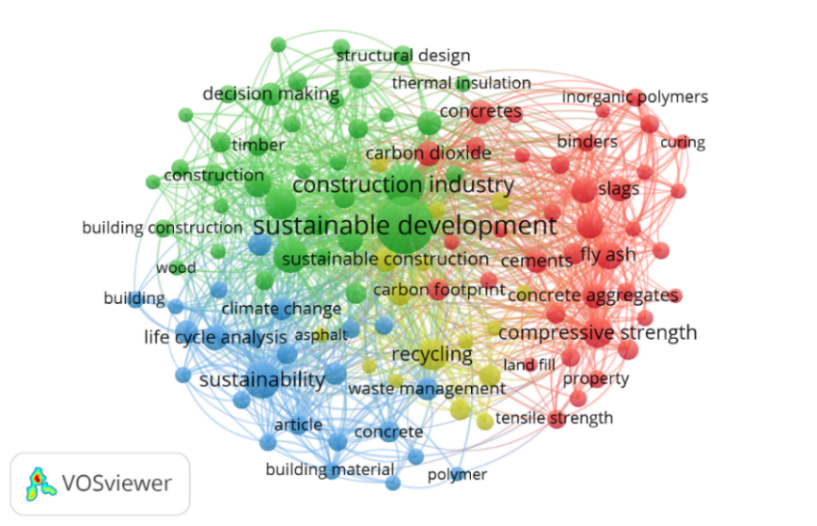 structural design
thermal insulation
decision making
inorganic polymers
concretes
timber
binders
curing
carbon dioxide
construction
construction industry
slags
building construction
sustainable development
wood
sustainable construction
cements
fly ash
building
carbon footprint
concrete aggregates
climate change
life cycle analysis
asphalt
compressive strength
recycling
land fill
sustainability
waste management
property
article
concrete
tensile strength
building material
polymer
VOSviewer